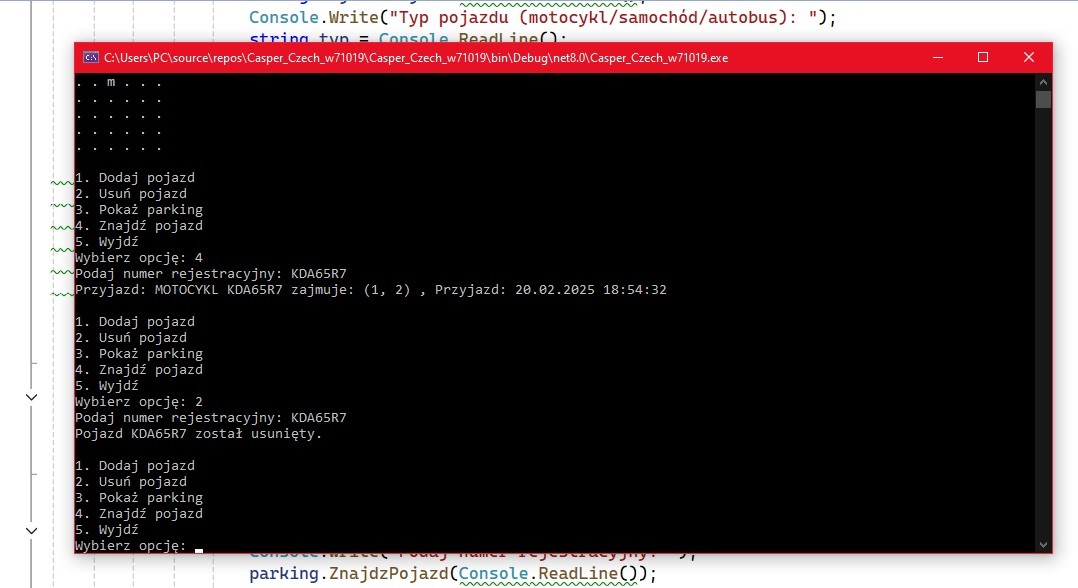 Console.Write("Typ pojazdu (motocykl/samochód/autobus): ");
string typ = Console.ReadLine();
C:\Users\PC\source\repos\Casper_Czech_w71019\Casper_Czech_w71019\bin\Debug\net8.0\Casper_Czech_w71019.exe
. . m . . .
. . . . . .
. . . . . .
. . . . . .
. . . . . .
1. Dodaj pojazd
2. Usuń pojazd
3. Pokaż parking
4. Znajdź pojazd
5. Wyjdź
Wybierz opcję: 4
Podaj numer rejestracyjny: KDA65R7
Przyjazd: MOTOCYKL KDA65R7 zajmuje: (1, 2) , Przyjazd: 20.02.2025 18:54:32
1. Dodaj pojazd
2. Usuń pojazd
3. Pokaż parking
4. Znajdź pojazd
5. Wyjdź
Wybierz opcję: 2
Podaj numer rejestracyjny: KDA65R7
Pojazd KDA65R7 został usunięty.
1. Dodaj pojazd
2. Usuń pojazd
3. Pokaż parking
4. Znajdź pojazd
5. Wyjdź
Wybierz opcję:
Console.Write("Podaj numer rejestracyjny: ");
parking.ZnajdzPojazd(Console.ReadLine());